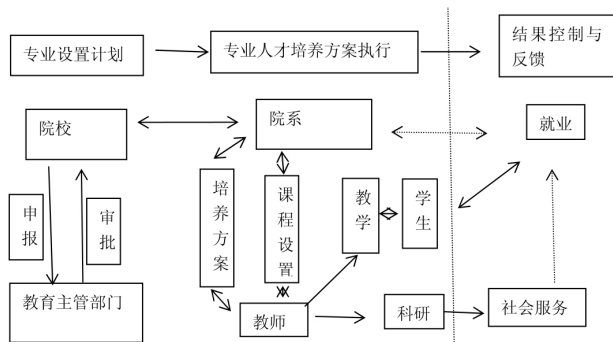 专业设置计划
专业人才培养方案执行
结果控制与
反馈
院校
院系
就业
申报
审批
培养方案
课程设置
教学
学生
教育主管部门
教师
科研
社会服务